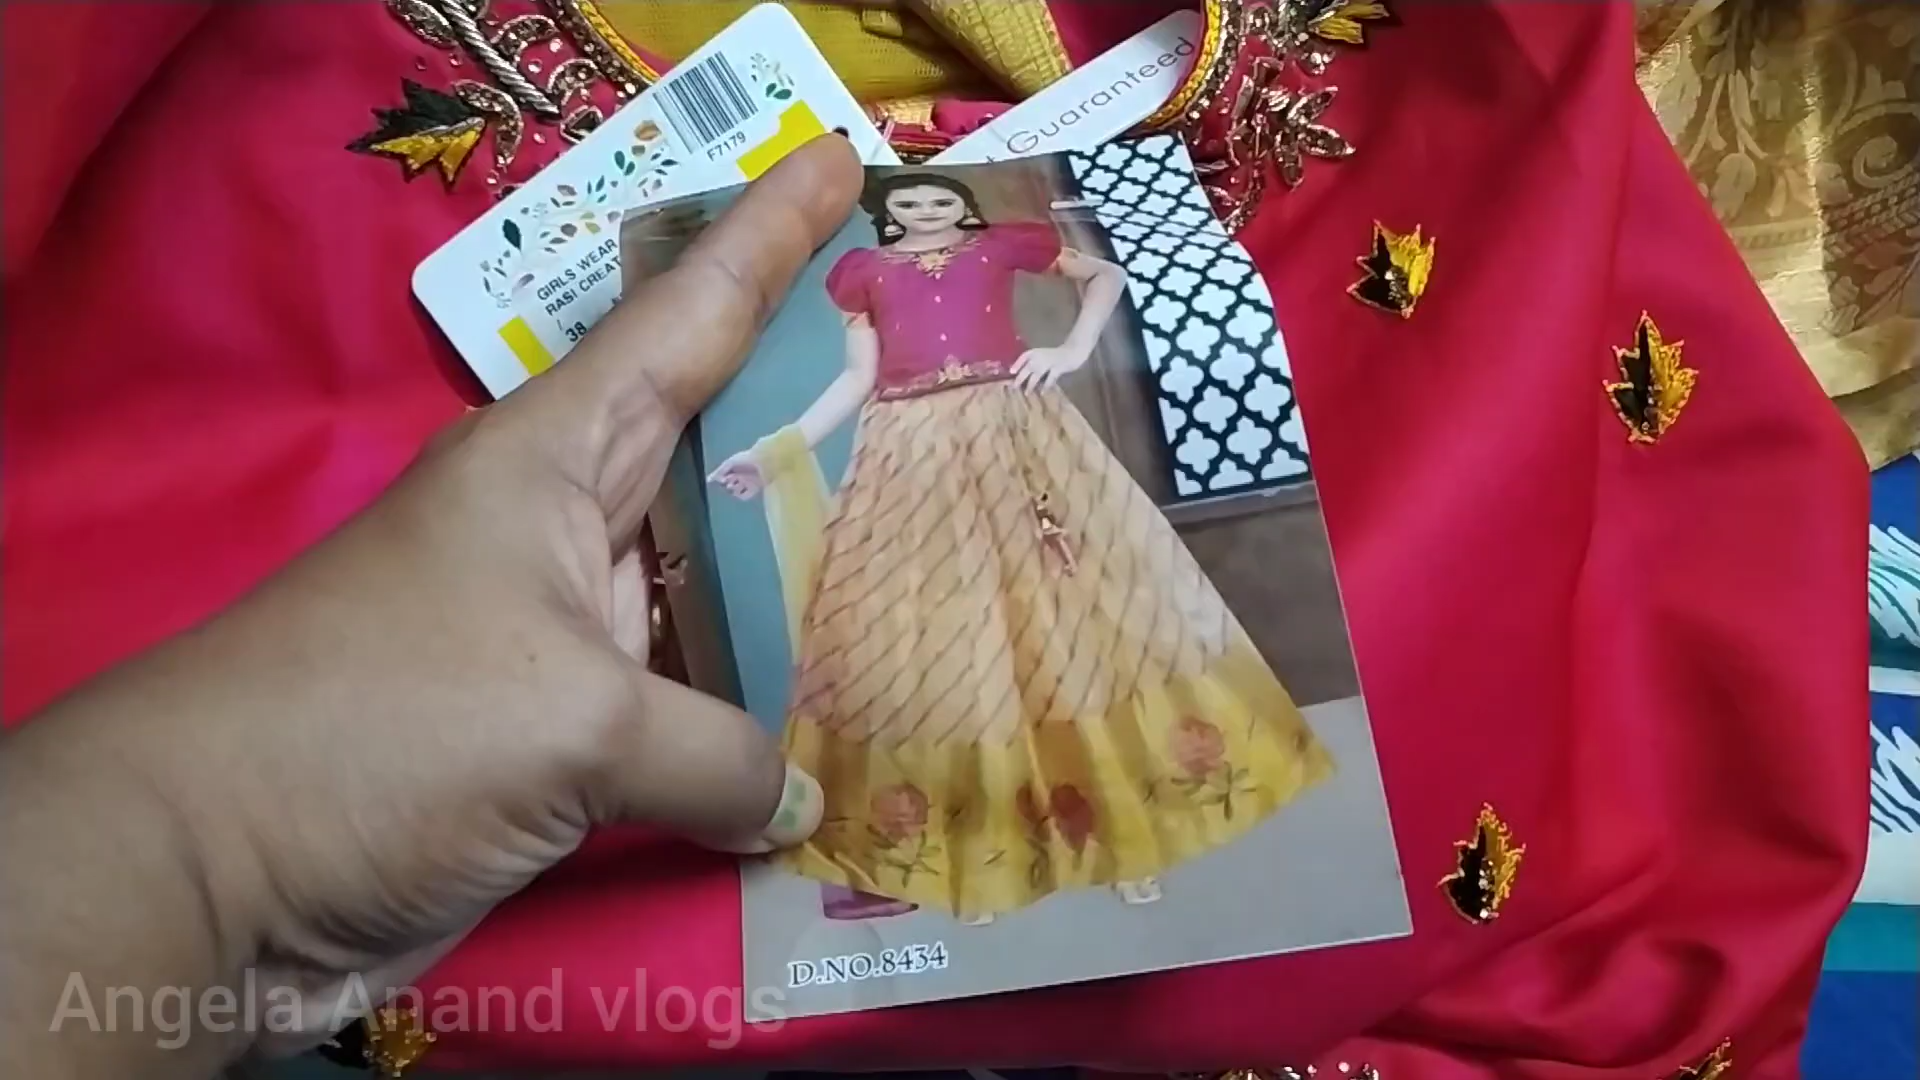 F7179
t Guaranteed
GIRLS WEAR
RASI CREAT
38
D.NO.8434
Angela Anand vlogs